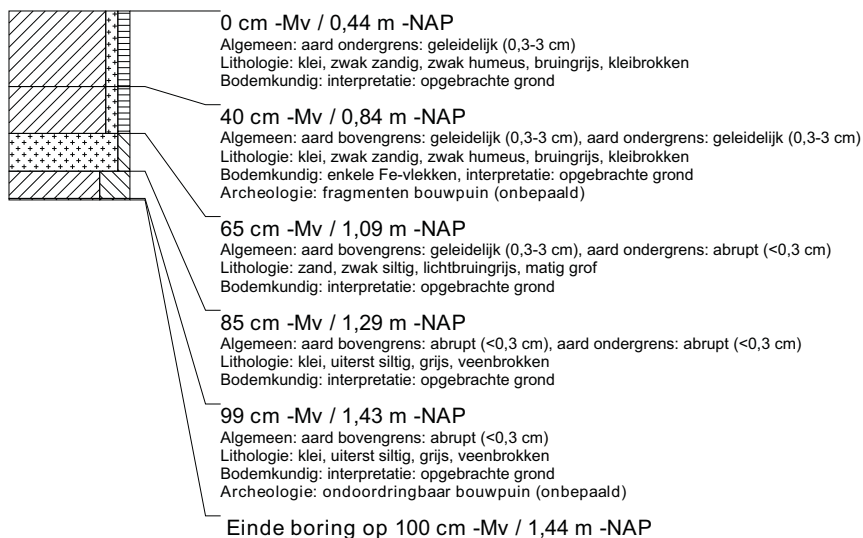 0 cm -Mv / 0,44 m -NAP
Algemeen: aard ondergrens: geleidelijk (0,3-3 cm)
Lithologie: klei, zwak zandig, zwak humeus, bruingrijs, kleibrokken
Bodemkundig: interpretatie: opgebrachte grond
40 cm -Mv / 0,84 m -NAP
Algemeen: aard bovengrens: geleidelijk (0,3-3 cm), aard ondergrens: geleidelijk (0,3-3 cm)
Lithologie: klei, zwak zandig, zwak humeus, bruingrijs, kleibrokken
Bodemkundig: enkele Fe-vlekken, interpretatie: opgebrachte grond
Archeologie: fragmenten bouwpuin (onbepaald)
65 cm -Mv / 1,09 m -NAP
Algemeen: aard bovengrens: geleidelijk (0,3-3 cm), aard ondergrens: abrupt (<0,3 cm)
Lithologie: zand, zwak siltig, lichtbruingrijs, matig grof
Bodemkundig: interpretatie: opgebrachte grond
85 cm -Mv / 1,29 m -NAP
Algemeen: aard bovengrens: abrupt (<0,3 cm), aard ondergrens: abrupt (<0,3 cm)
Lithologie: klei, uiterst siltig, grijs, veenbrokken
Bodemkundig: interpretatie: opgebrachte grond
99 cm -Mv / 1,43 m -NAP
Algemeen: aard bovengrens: abrupt (<0,3 cm)
Lithologie: klei, uiterst siltig, grijs, veenbrokken
Bodemkundig: interpretatie: opgebrachte grond
Archeologie: ondoordringbaar bouwpuin (onbepaald)
Einde boring op 100 cm -Mv / 1,44 m -NAP